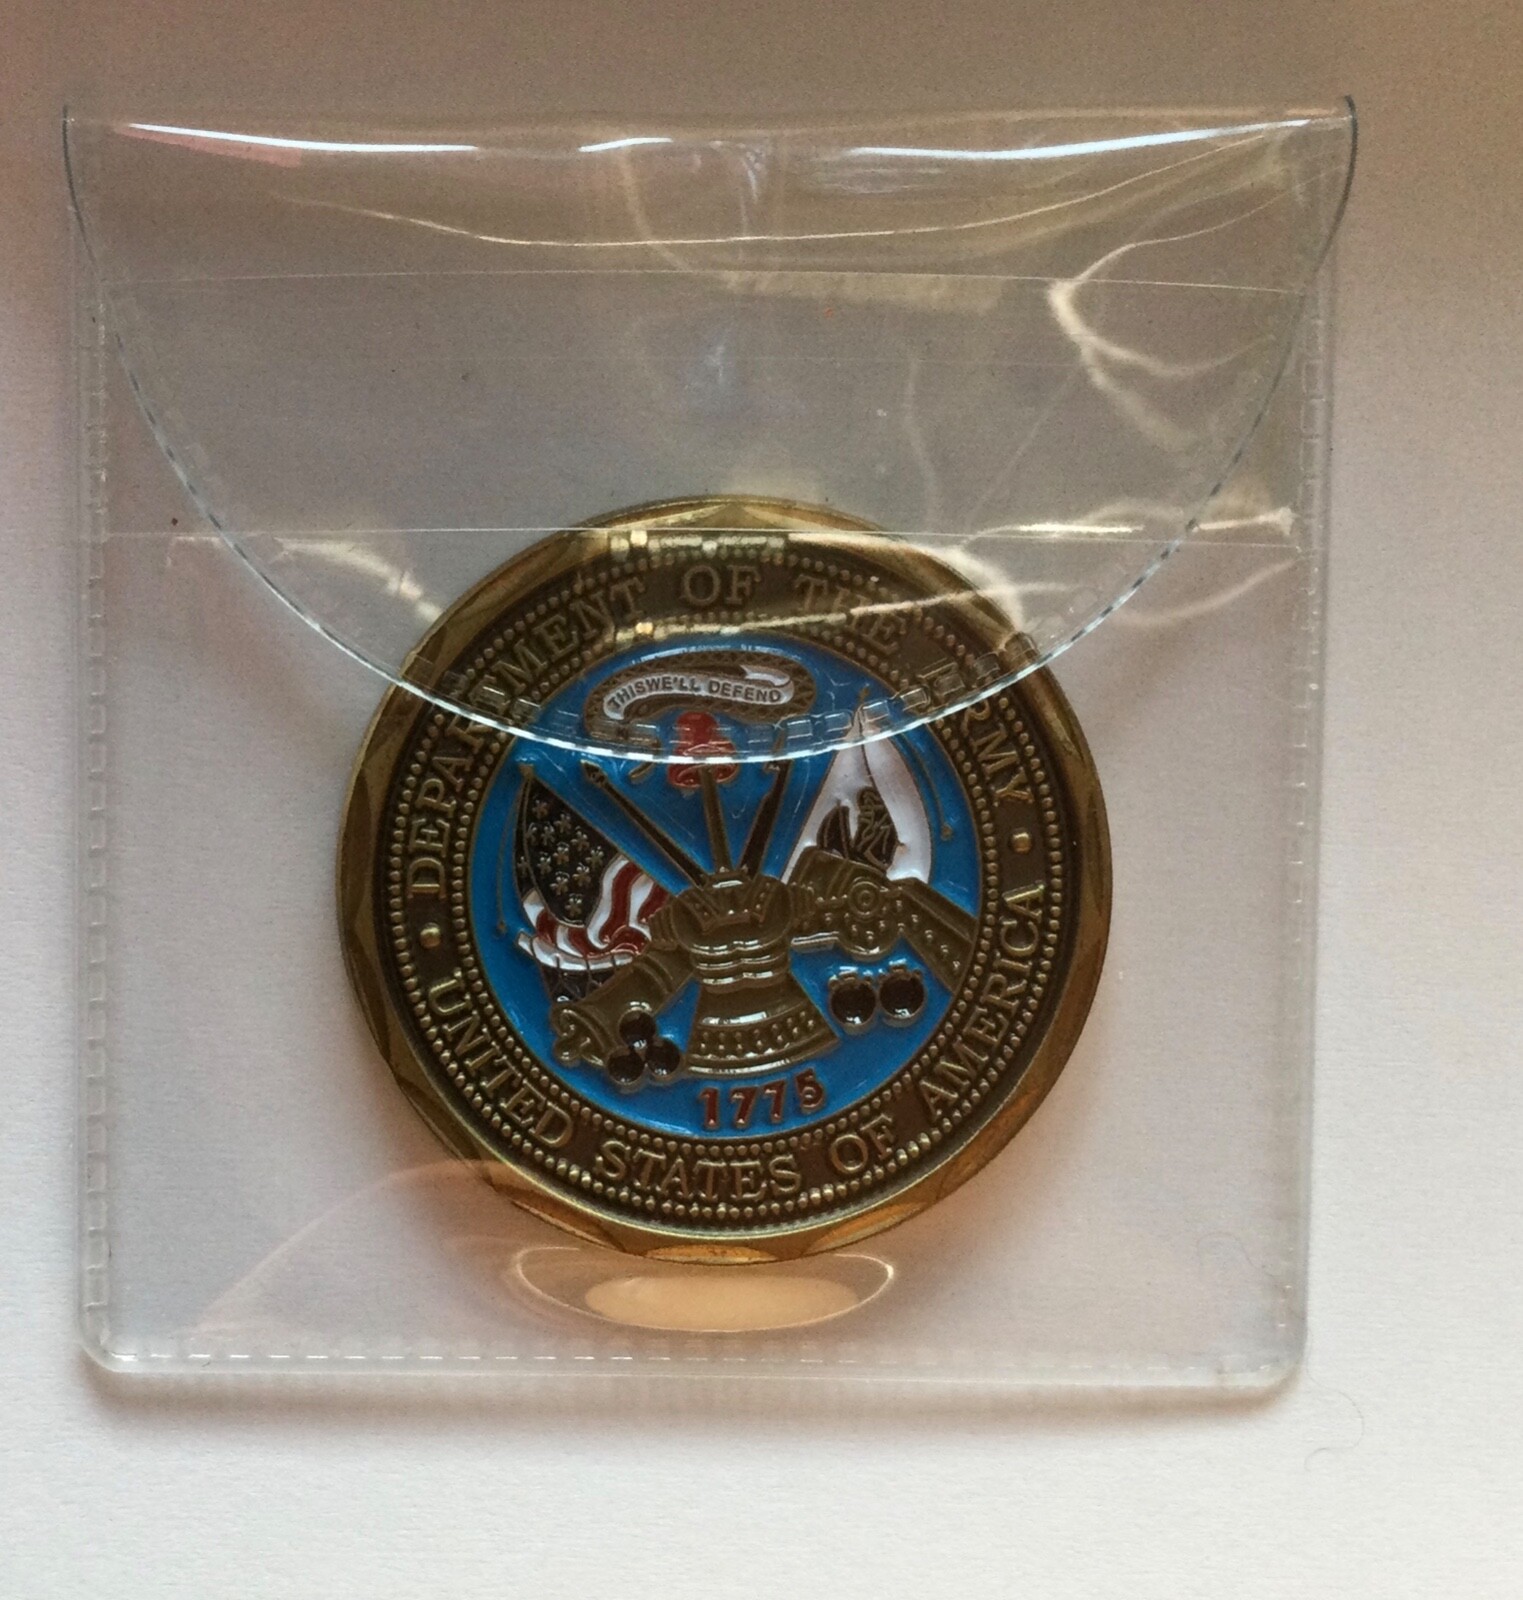 DEPARTMENT OF THE ARMY
THISWE'LL DEFEND
1775
UNITED STATES OF AMERICA